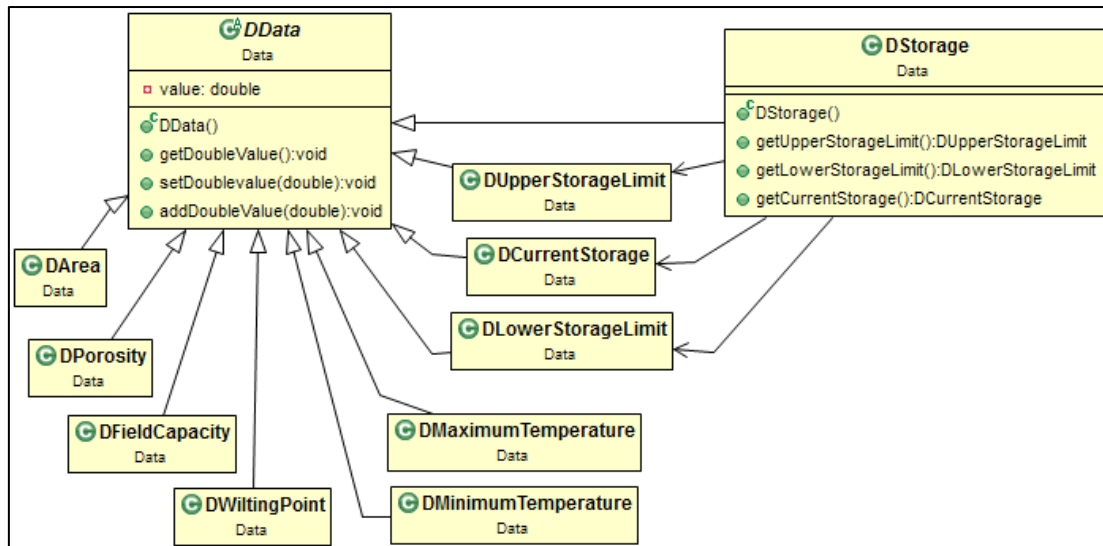 DData
Data
value: double
DData()
getDoubleValue():void
setDoublevalue(double):void
addDoubleValue(double):void
DStorage
Data
DStorage()
getUpperStorageLimit():DUpperStorageLimit
getLowerStorageLimit():DLowerStorageLimit
getCurrentStorage():DCurrentStorage
DUpperStorageLimit
Data
DCurrentStorage
Data
DArea
Data
DLowerStorageLimit
Data
DPorosity
Data
DFieldCapacity
Data
DMaximumTemperature
Data
DWiltingPoint
Data
DMinimumTemperature
Data